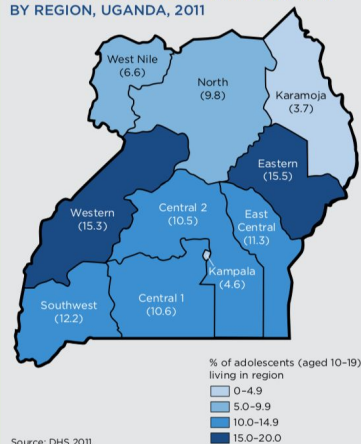 BY REGION, UGANDA, 2011
West Nile
(6.6)
North
(9.8)
Karamoja
(3.7)
Eastern
(15.5)
Western
(15.3)
Central 2
(10.5)
East
Central
(11.3)
Kampala
(4.6)
Southwest
(12.2)
Central 1
(10.6)
% of adolescents (aged 10–19)
living in region
0–4.9
5.0–9.9
10.0–14.9
15.0–20.0
Source: DHS 2011